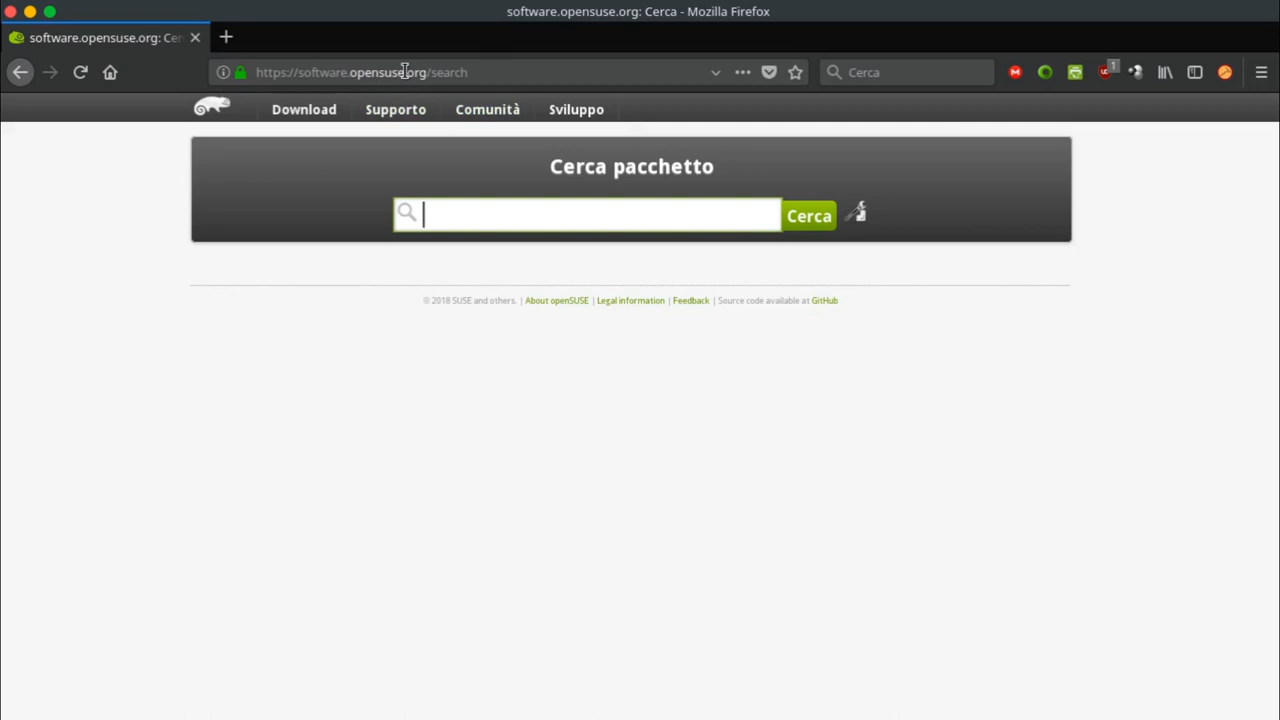 software.opensuse.org: Cerca - Mozilla Firefox
software.opensuse.org: Cer
https://software.opensuse.org/search
Cerca
1
Download Supporto Comunità Sviluppo
Cerca pacchetto
Cerca
© 2018 SUSE and others. | About openSUSE | Legal information | Feedback | Source code available at GitHub